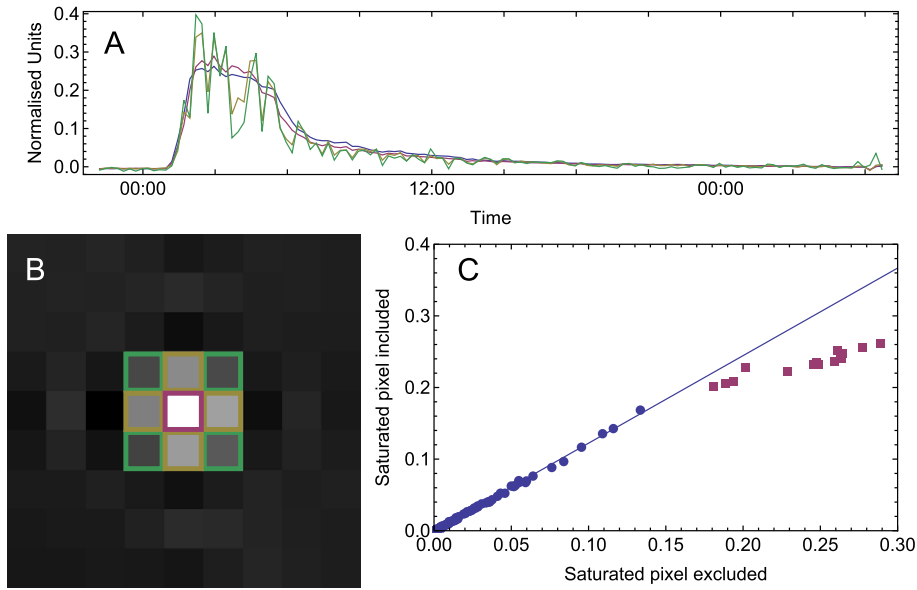 0.4
A
0.3
0.2
0.1
0.0
Normalised Units
00:00
12:00
00:00
Time
B
C
0.4
0.3
0.2
0.1
0.0
Saturated pixel included
0.00
0.05
0.10
0.15
0.20
0.25
0.30
Saturated pixel excluded